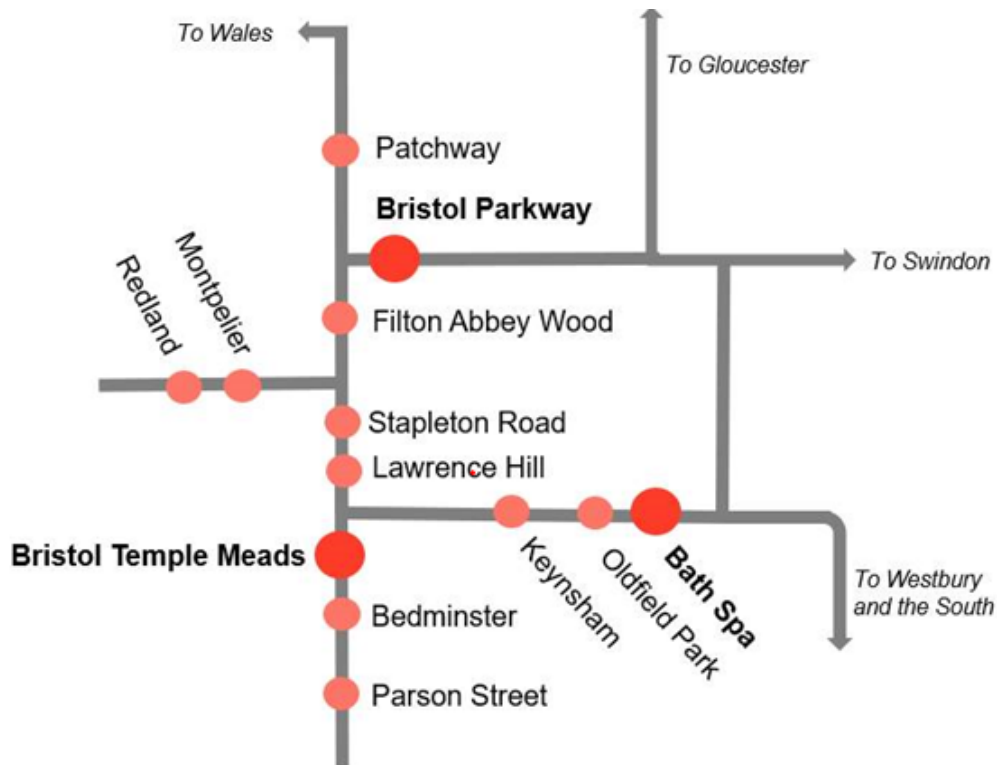 To Wales
To Gloucester
Patchway
Bristol Parkway
To Swindon
Redland
Montpelier
Filton Abbey Wood
Stapleton Road
Lawrence Hill
Bristol Temple Meads
Keynsham
Oldfield Park
Bath Spa
To Westbury
and the South
Bedminster
Parson Street